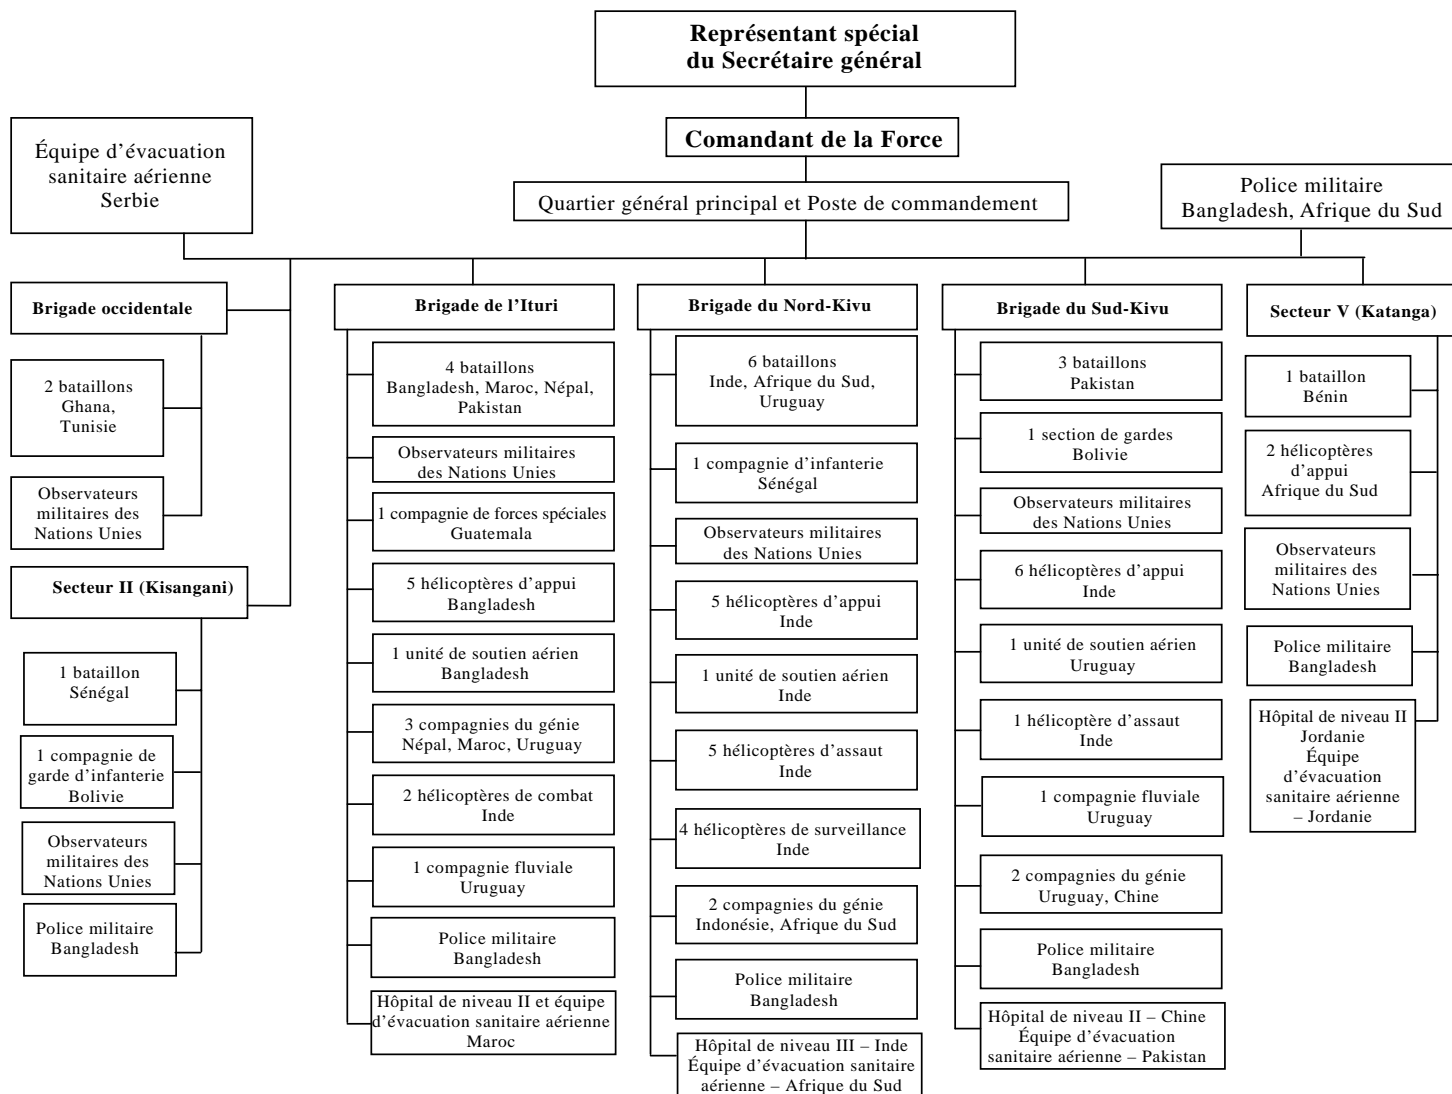 Représentant spécial
du Secrétaire général
Comandant de la Force
Quartier général principal et Poste de commandement
Équipe d’évacuation
sanitaire aérienne
Serbie
Police militaire
Bangladesh, Afrique du Sud
Brigade occidentale
2 bataillons
Ghana,
Tunisie
Observateurs
militaires des
Nations Unies
Secteur II (Kisangani)
1 bataillon
Sénégal
1 compagnie de
garde d’infanterie
Bolivie
Observateurs
militaires des
Nations Unies
Police militaire
Bangladesh
Brigade de l’Ituri
4 bataillons
Bangladesh, Maroc, Népal,
Pakistan
Observateurs militaires
des Nations Unies
1 compagnie de forces spéciales
Guatemala
5 hélicoptères d’appui
Bangladesh
1 unité de soutien aérien
Bangladesh
3 compagnies du génie
Népal, Maroc, Uruguay
2 hélicoptères de combat
Inde
1 compagnie fluviale
Uruguay
Police militaire
Bangladesh
Hôpital de niveau II et équipe
d’évacuation sanitaire aérienne
Maroc
Brigade du Nord-Kivu
6 bataillons
Inde, Afrique du Sud,
Uruguay
1 compagnie d’infanterie
Sénégal
Observateurs militaires
des Nations Unies
5 hélicoptères d’appui
Inde
1 unité de soutien aérien
Inde
5 hélicoptères d’assaut
Inde
4 hélicoptères de surveillance
Inde
2 compagnies du génie
Indonésie, Afrique du Sud
Police militaire
Bangladesh
Hôpital de niveau III – Inde
Équipe d’évacuation sanitaire
aérienne – Afrique du Sud
Brigade du Sud-Kivu
3 bataillons
Pakistan
1 section de gardes
Bolivie
Observateurs militaires
des Nations Unies
6 hélicoptères d’appui
Inde
1 unité de soutien aérien
Uruguay
1 hélicoptère d’assaut
Inde
1 compagnie fluviale
Uruguay
2 compagnies du génie
Uruguay, Chine
Police militaire
Bangladesh
Hôpital de niveau II – Chine
Équipe d’évacuation
sanitaire aérienne – Pakistan
Secteur V (Katanga)
1 bataillon
Bénin
2 hélicoptères
d’appui
Afrique du Sud
Observateurs
militaires des
Nations Unies
Police militaire
Bangladesh
Hôpital de niveau II
Jordanie
Équipe
d’évacuation
sanitaire aérienne
– Jordanie